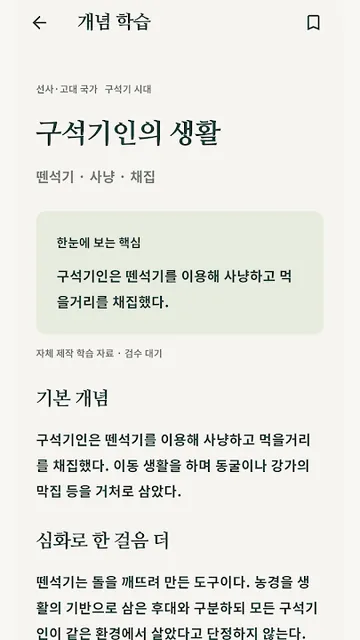 개념 학습
선사·고대 국가 구석기 시대
구석기인의 생활
뗀석기 · 사냥 · 채집
한눈에 보는 핵심
구석기인은 뗀석기를 이용해 사냥하고 먹
을거리를 채집했다.
자체 제작 학습 자료 · 검수 대기
기본 개념
구석기인은 뗀석기를 이용해 사냥하고 먹을거리
를 채집했다. 이동 생활을 하며 동굴이나 강가의
막집 등을 거처로 삼았다.
심화로 한 걸음 더
뗀석기는 돌을 깨뜨려 만든 도구이다. 농경을 생
활의 기반으로 삼은 후대와 구분하되 모든 구석기
인이 같은 환경에서 살았다고 단정하지 않는다.